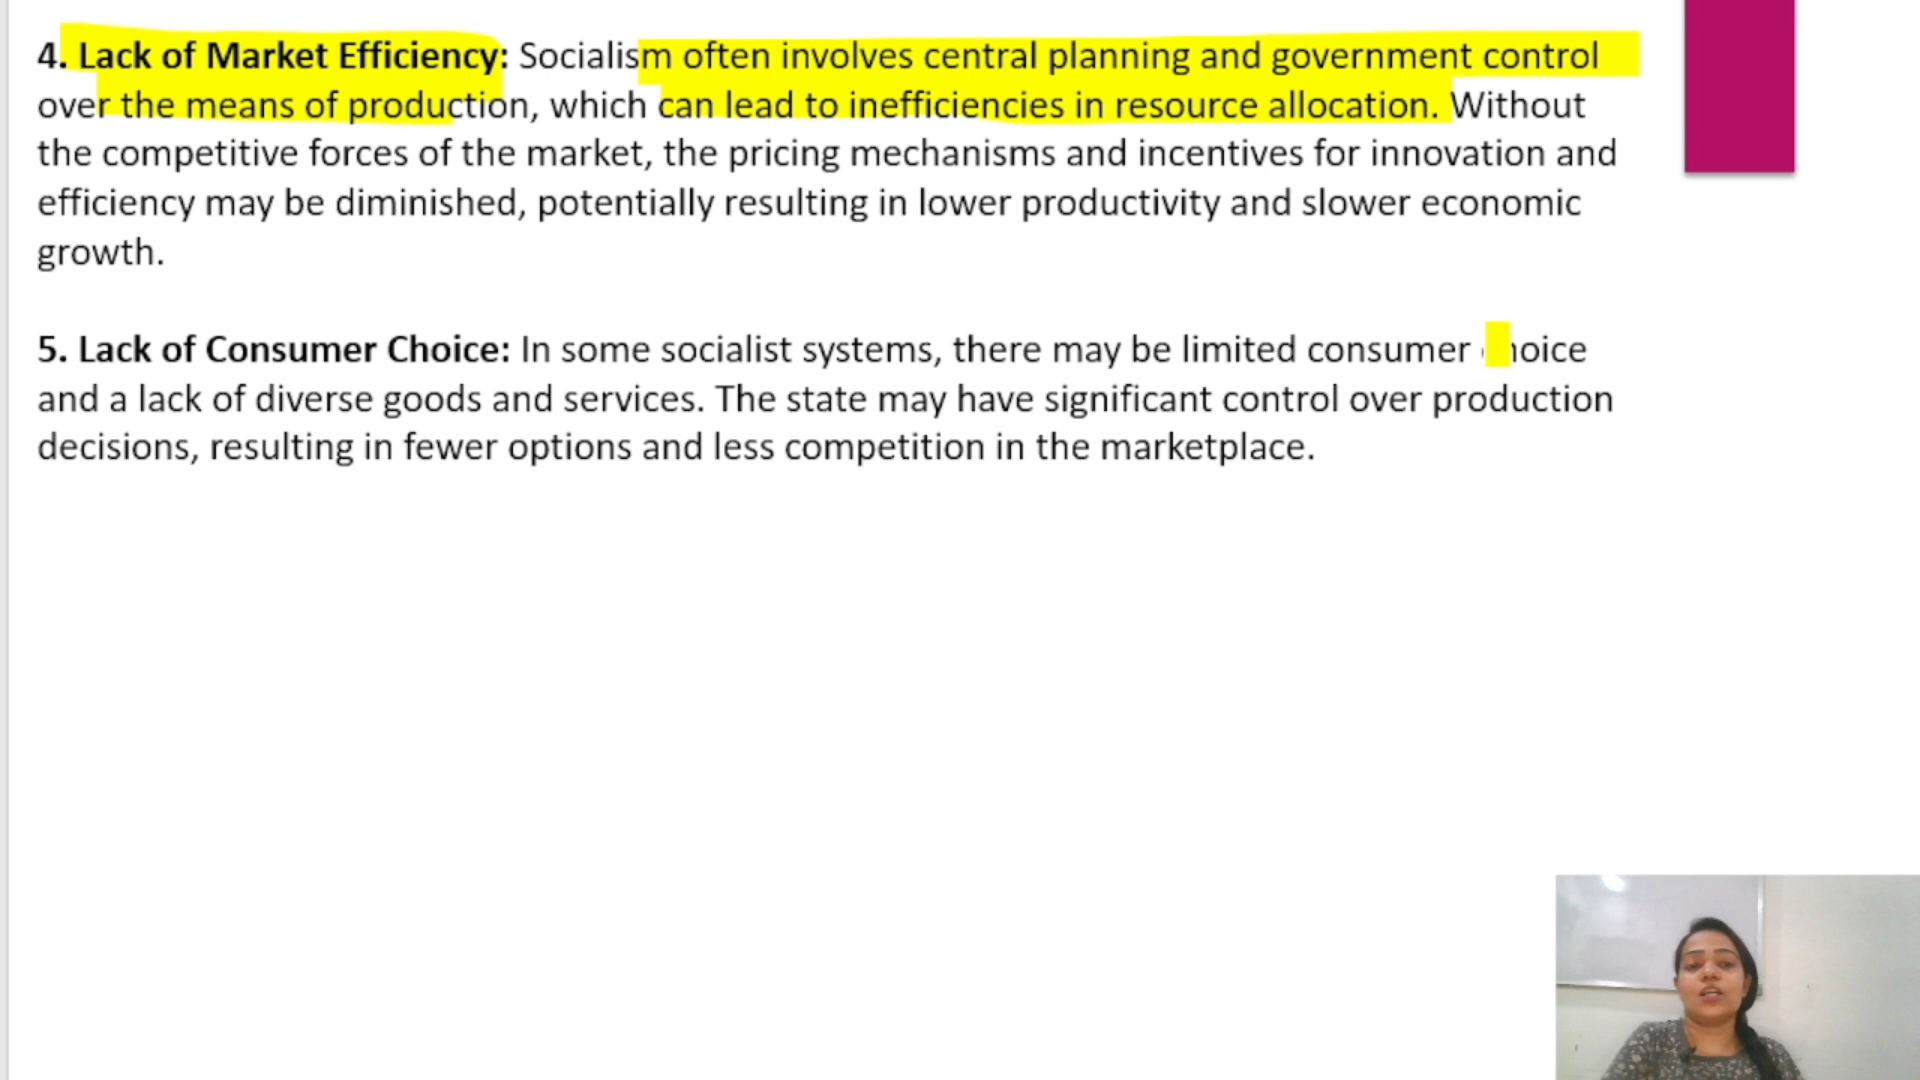 4. Lack of Market Efficiency: Socialism often involves central planning and government control
over the means of production, which can lead to inefficiencies in resource allocation. Without
the competitive forces of the market, the pricing mechanisms and incentives for innovation and
efficiency may be diminished, potentially resulting in lower productivity and slower economic
growth.
5. Lack of Consumer Choice: In some socialist systems, there may be limited consumer choice
and a lack of diverse goods and services. The state may have significant control over production
decisions, resulting in fewer options and less competition in the marketplace.